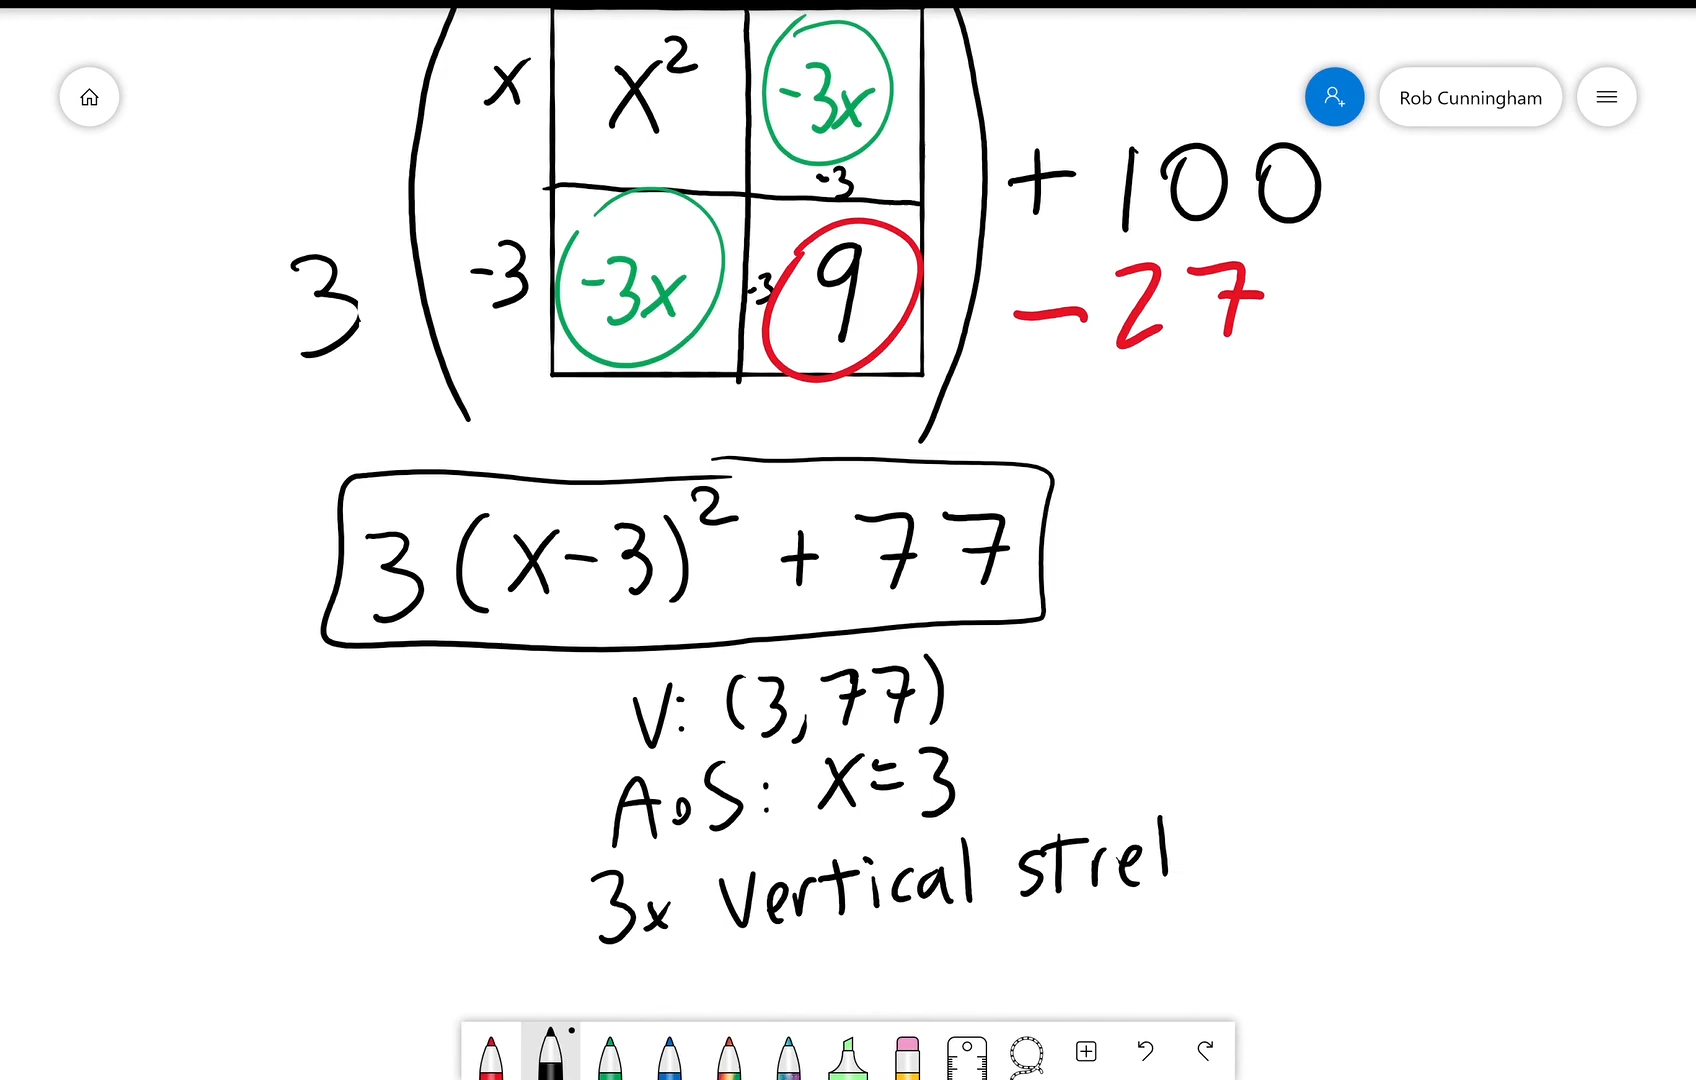 x x² -3x
Rob Cunningham
-3
+ 100
3 -3 -3x -3 9
- 27
3(x-3)² + 77
V: (3,77)
AoS: x=3
3x vertical stret